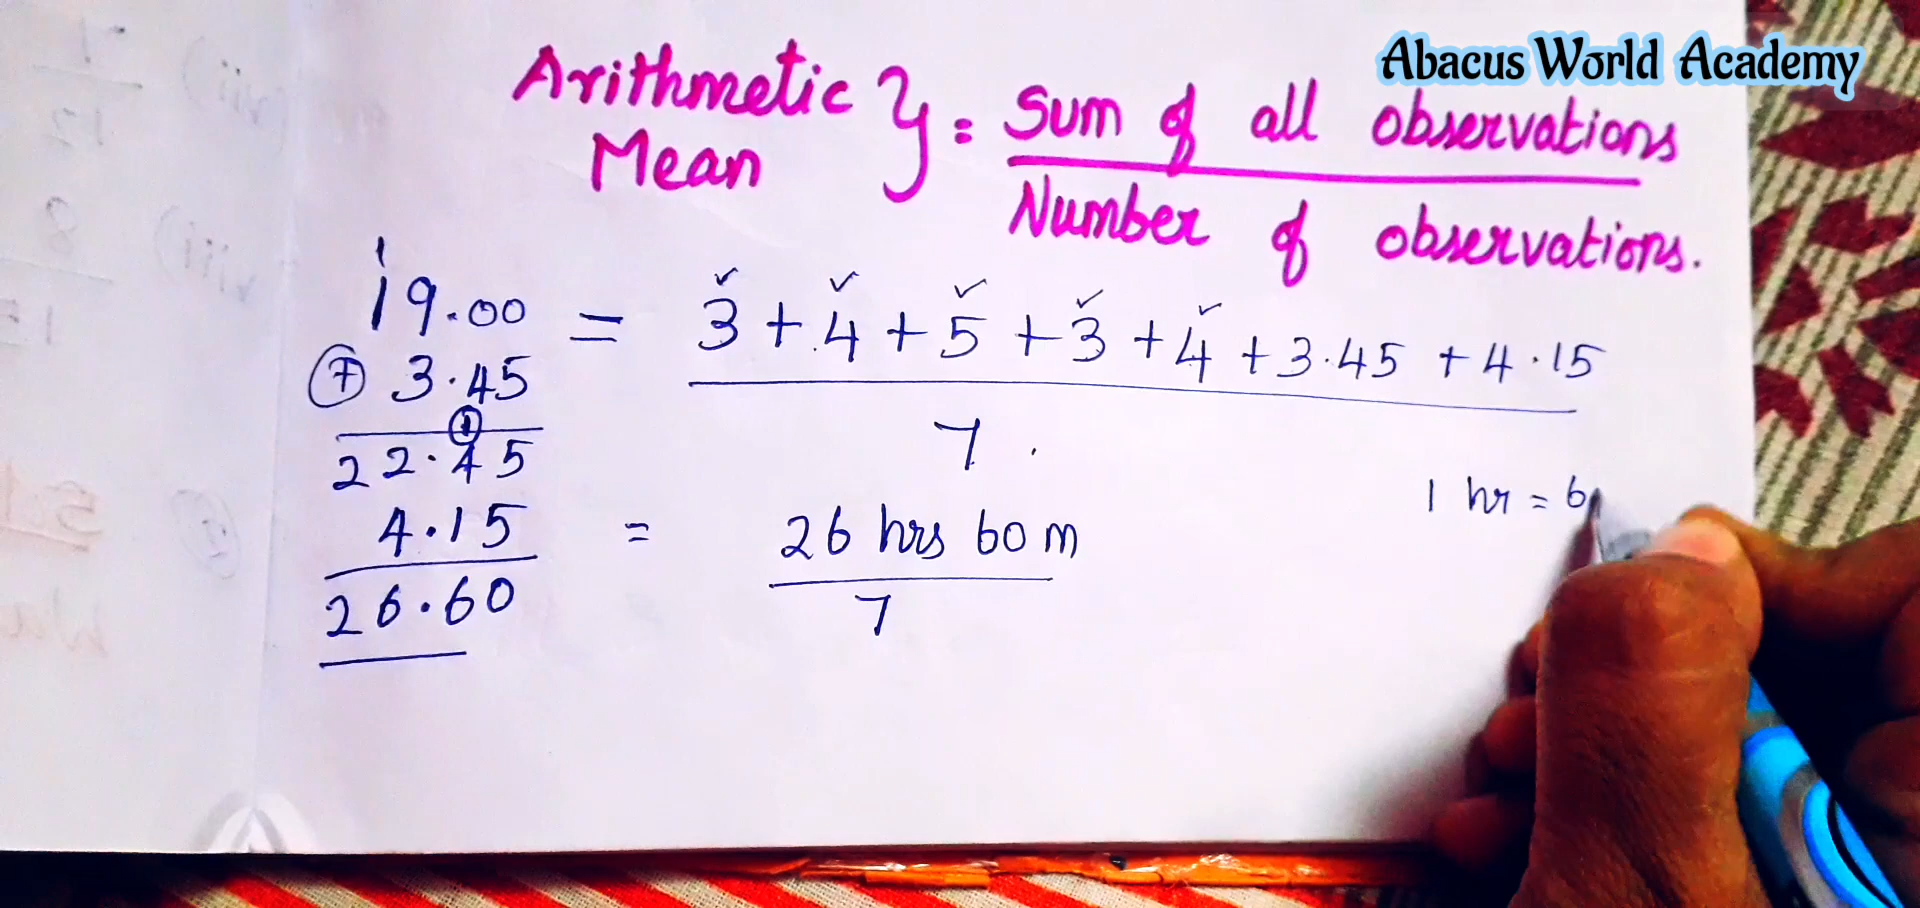 Abacus World Academy
Arithmetic Mean } = Sum of all observations
Number of observations.
= 3 + 4 + 5 + 3 + 4 + 3.45 + 4.15
7
19.00
+ 3.45
22.45
4.15
26.60
= 26 hrs 60 m
7
1 hr = 6